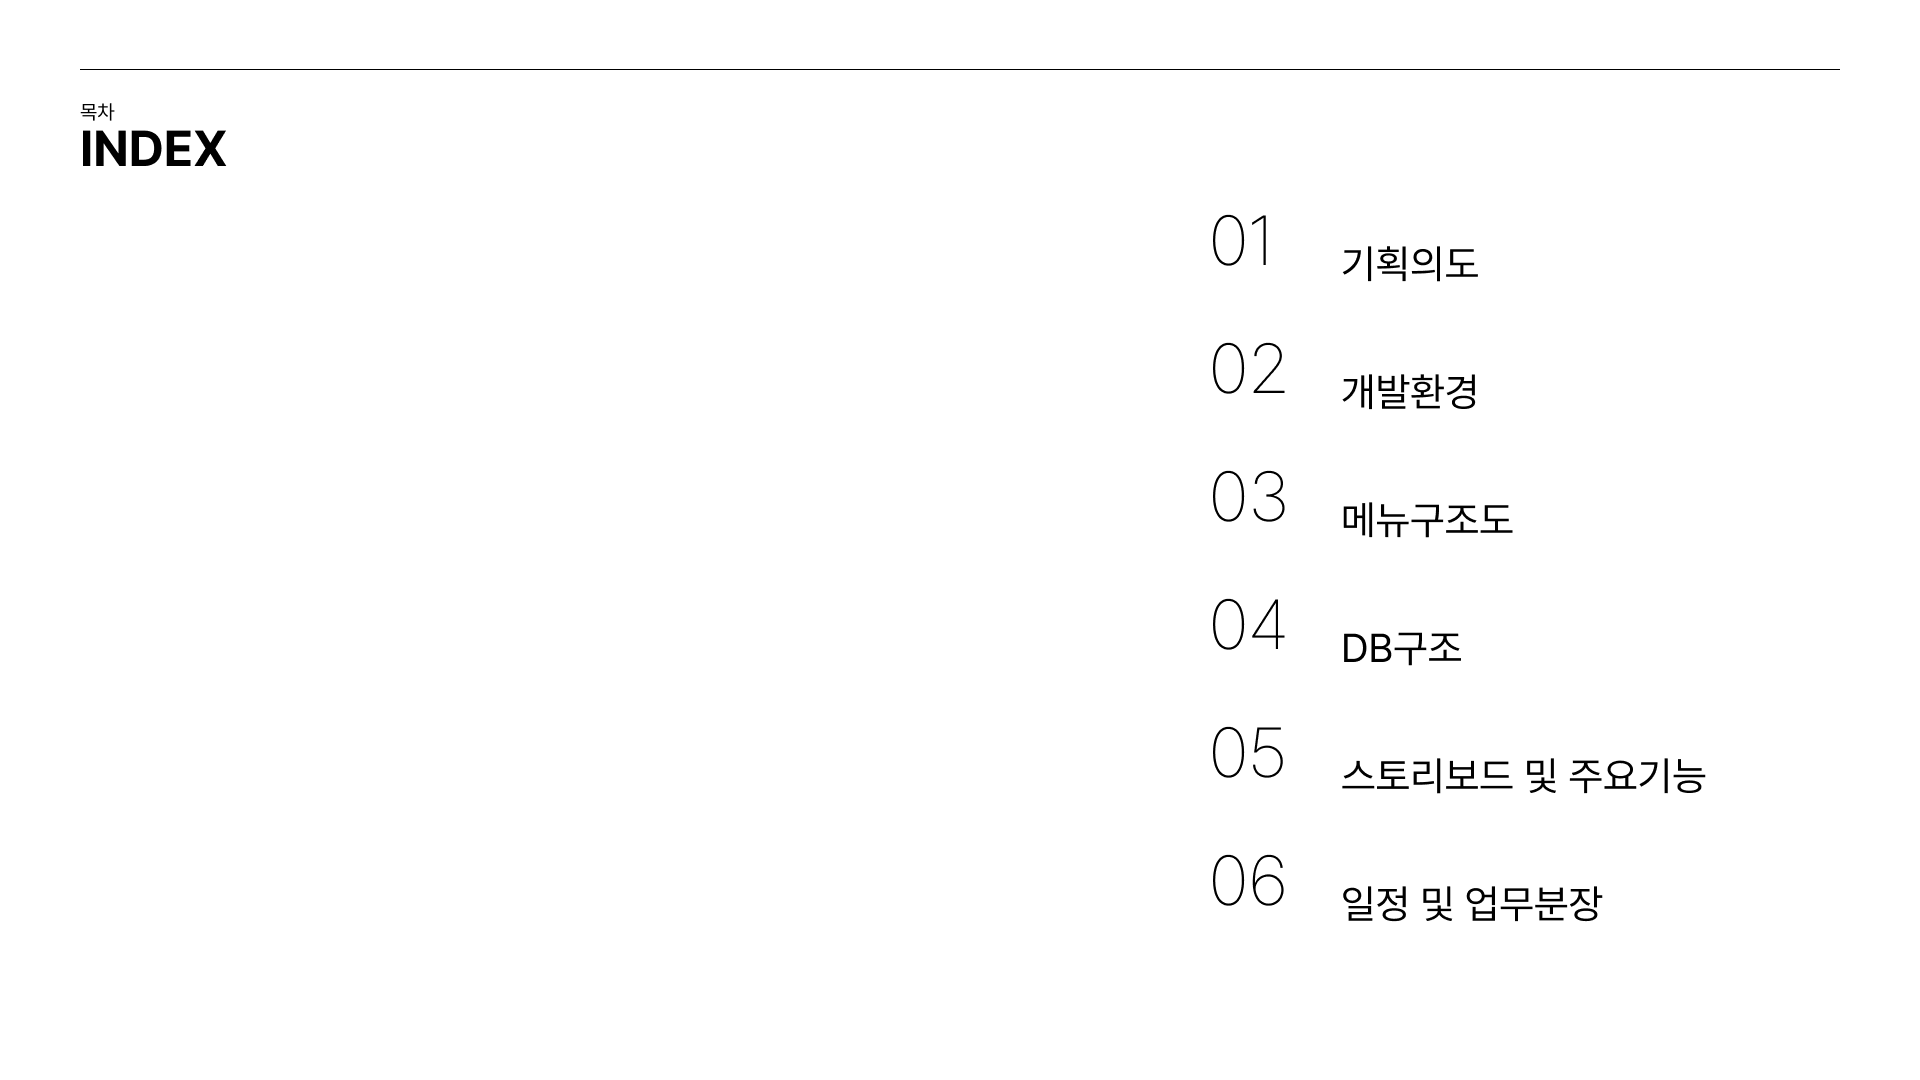 목차
INDEX
01 기획의도
02 개발환경
03 메뉴구조도
04 DB구조
05 스토리보드 및 주요기능
06 일정 및 업무분장